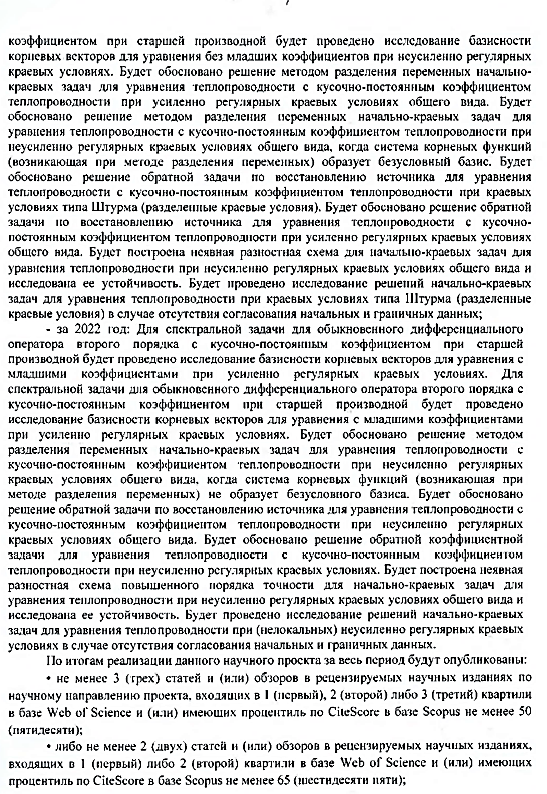 7
коэффициентом при старшей производной будет проведено исследование базисности
корневых векторов для уравнения без младших коэффициентов при неусиленно регулярных
краевых условиях. Будет обосновано решение методом разделения переменных начально-
краевых задач для уравнения теплопроводности с кусочно-постоянным коэффициентом
теплопроводности при усиленно регулярных краевых условиях общего вида. Будет
обосновано решение методом разделения переменных начально-краевых задач для
уравнения теплопроводности с кусочно-постоянным коэффициентом теплопроводности при
неусиленно регулярных краевых условиях общего вида, когда система корневых функций
(возникающая при методе разделения переменных) образует безусловный базис. Будет
обосновано решение обратной задачи по восстановлению источника для уравнения
теплопроводности с кусочно-постоянным коэффициентом теплопроводности при краевых
условиях типа Штурма (разделенные краевые условия). Будет обосновано решение обратной
задачи по восстановлению источника для уравнения теплопроводности с кусочно-
постоянным коэффициентом теплопроводности при усиленно регулярных краевых условиях
общего вида. Будет построена неявная разностная схема для начально-краевых задач для
уравнения теплопроводности при неусиленно регулярных краевых условиях общего вида и
исследована ее устойчивость. Будет проведено исследование решений начально-краевых
задач для уравнения теплопроводности при краевых условиях типа Штурма (разделенные
краевые условия) в случае отсутствия согласования начальных и граничных данных;
- за 2022 год: Для спектральной задачи для обыкновенного дифференциального
оператора второго порядка с кусочно-постоянным коэффициентом при старшей
производной будет проведено исследование базисности корневых векторов для уравнения с
младшими коэффициентами при усиленно регулярных краевых условиях. Для
спектральной задачи для обыкновенного дифференциального оператора второго порядка с
кусочно-постоянным коэффициентом при старшей производной будет проведено
исследование базисности корневых векторов для уравнения с младшими коэффициентами
при усиленно регулярных краевых условиях. Будет обосновано решение методом
разделения переменных начально-краевых задач для уравнения теплопроводности с
кусочно-постоянным коэффициентом теплопроводности при неусиленно регулярных
краевых условиях общего вида, когда система корневых функций (возникающая при
методе разделения переменных) не образует безусловного базиса. Будет обосновано
решение обратной задачи по восстановлению источника для уравнения теплопроводности с
кусочно-постоянным коэффициентом теплопроводности при неусиленно регулярных
краевых условиях общего вида. Будет обосновано решение обратной коэффициентной
задачи для уравнения теплопроводности с кусочно-постоянным коэффициентом
теплопроводности при неусиленно регулярных краевых условиях. Будет построена неявная
разностная схема повышенного порядка точности для начально-краевых задач для
уравнения теплопроводности при неусиленно регулярных краевых условиях общего вида и
исследована ее устойчивость. Будет проведено исследование решений начально-краевых
задач для уравнения теплопроводности при (нелокальных) неусиленно регулярных краевых
условиях в случае отсутствия согласования начальных и граничных данных.
По итогам реализации данного научного проекта за весь период будут опубликованы:
• не менее 3 (трех) статей и (или) обзоров в рецензируемых научных изданиях по
научному направлению проекта, входящих в 1 (первый), 2 (второй) либо 3 (третий) квартили
в базе Web of Science и (или) имеющих процентиль по CiteScore в базе Scopus не менее 50
(пятидесяти);
• либо не менее 2 (двух) статей и (или) обзоров в рецензируемых научных изданиях,
входящих в 1 (первый) либо 2 (второй) квартили в базе Web of Science и (или) имеющих
процентиль по CiteScore в базе Scopus не менее 65 (шестидесяти пяти);